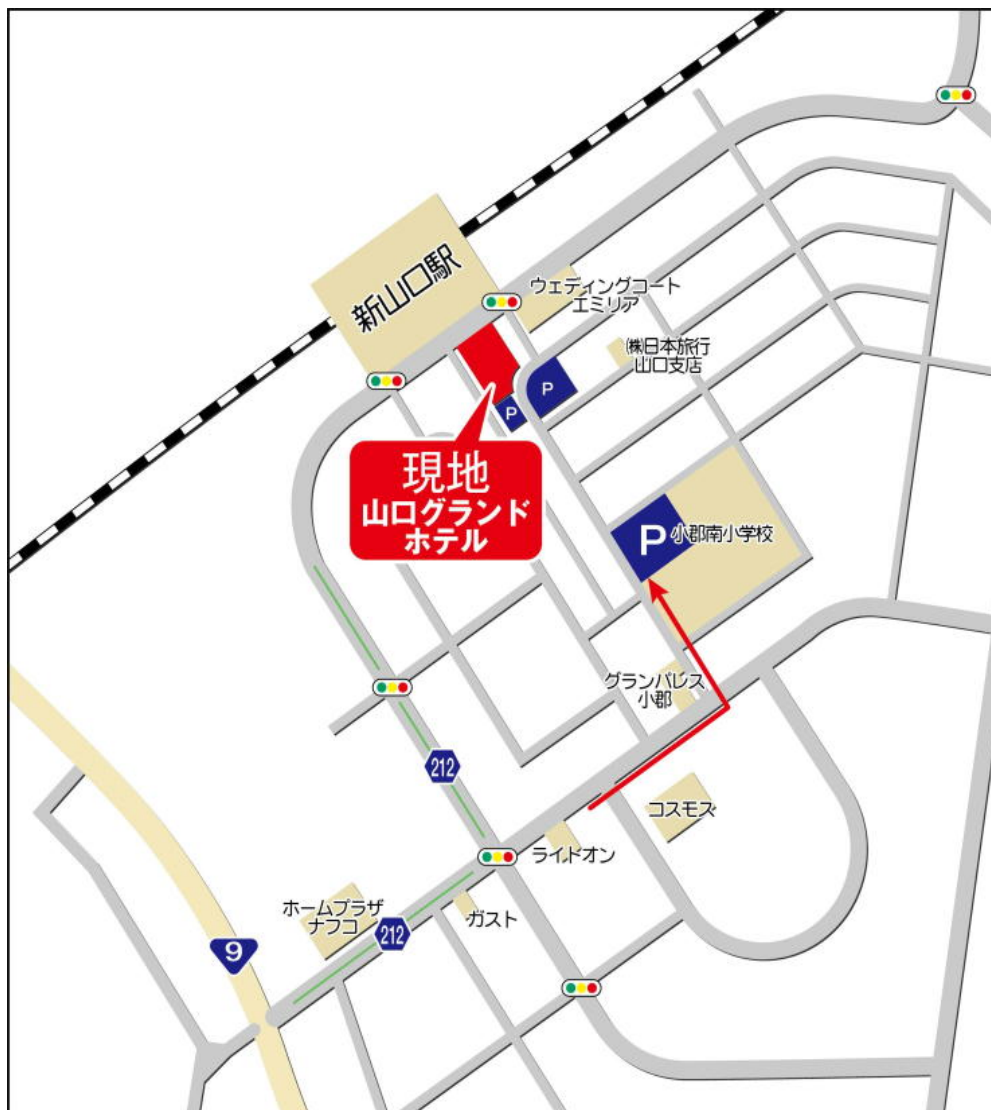 新山口駅
ウェディングコート
エミリア
㈱日本旅行
山口支店
P
P
現地
山口グランド
ホテル
P
小郡南小学校
グランパレス
小郡
212
コスモス
ライドオン
ホームプラザ
ナフコ
212
ガスト
9